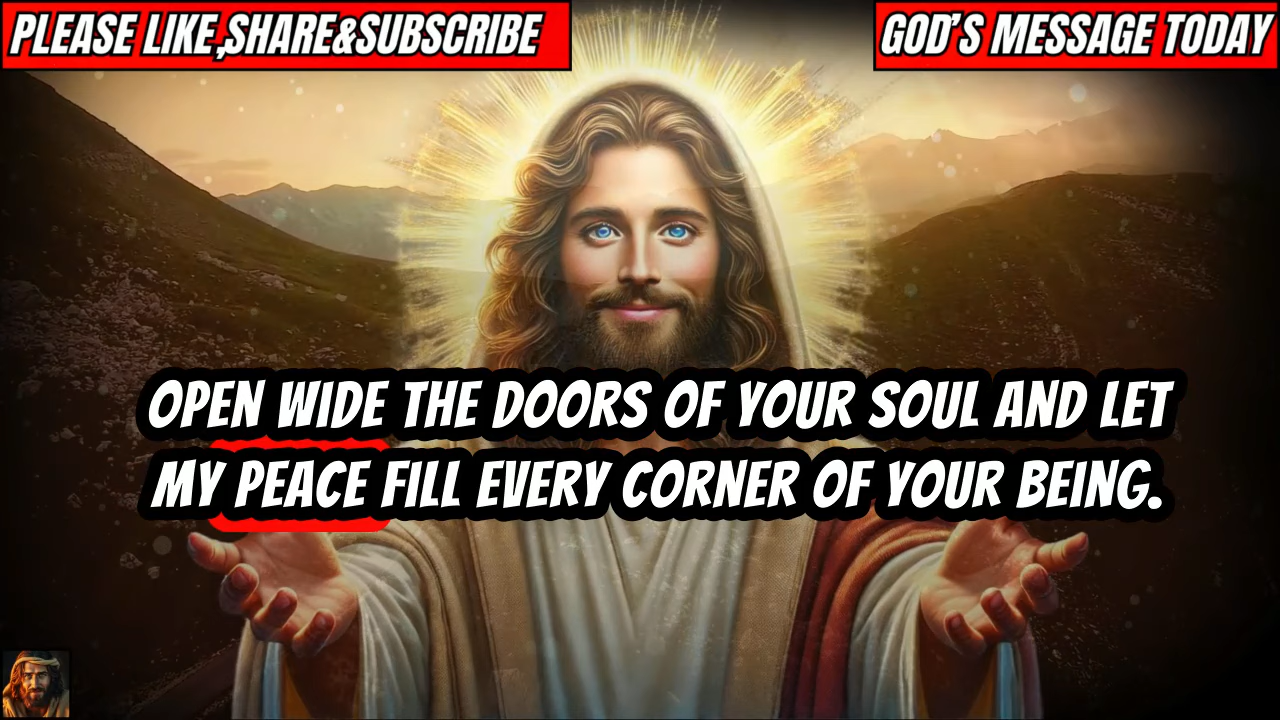 PLEASE LIKE,SHARE&SUBSCRIBE
GOD'S MESSAGE TODAY
OPEN WIDE THE DOORS OF YOUR SOUL AND LET
MY PEACE FILL EVERY CORNER OF YOUR BEING.